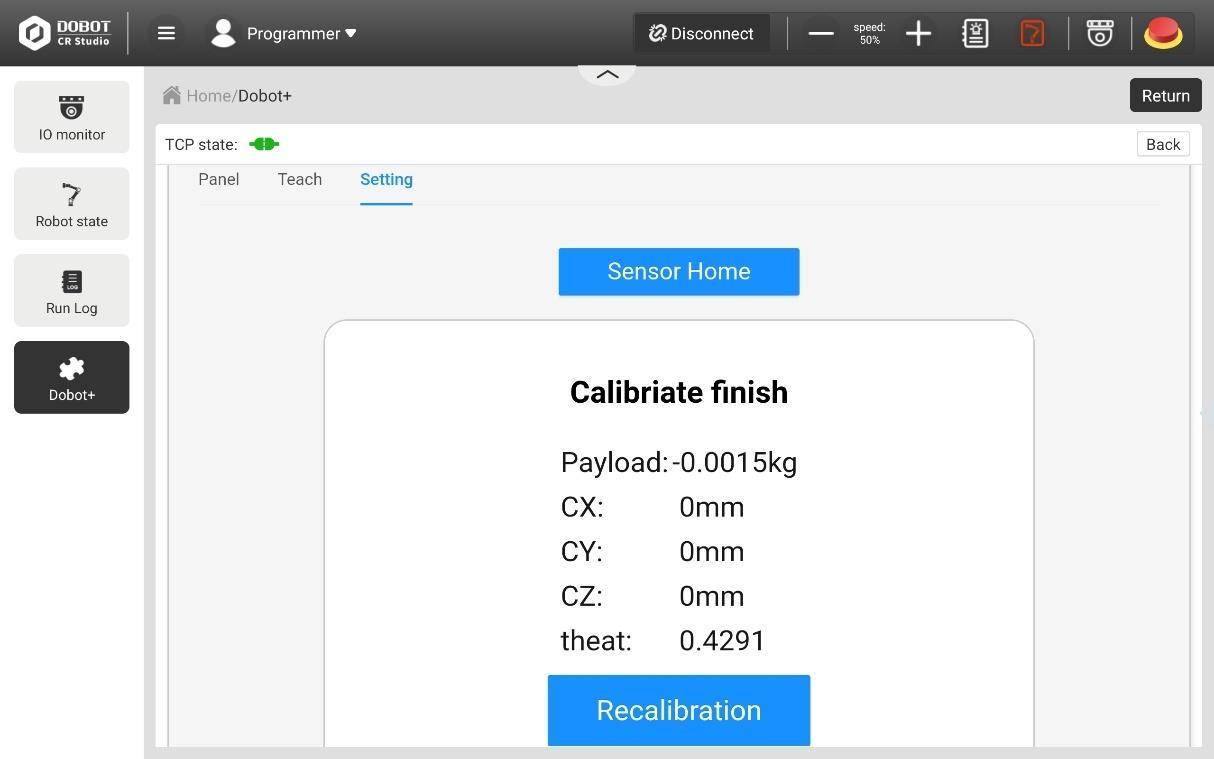 DOBOT
CR Studio
Programmer
Disconnect
speed:
50%
IO monitor
Robot state
LOG
Run Log
Dobot+
Home/Dobot+
Return
TCP state:
Back
Panel Teach Setting
Sensor Home
Calibriate finish
Payload: -0.0015kg
CX: 0mm
CY: 0mm
CZ: 0mm
theat: 0.4291
Recalibration